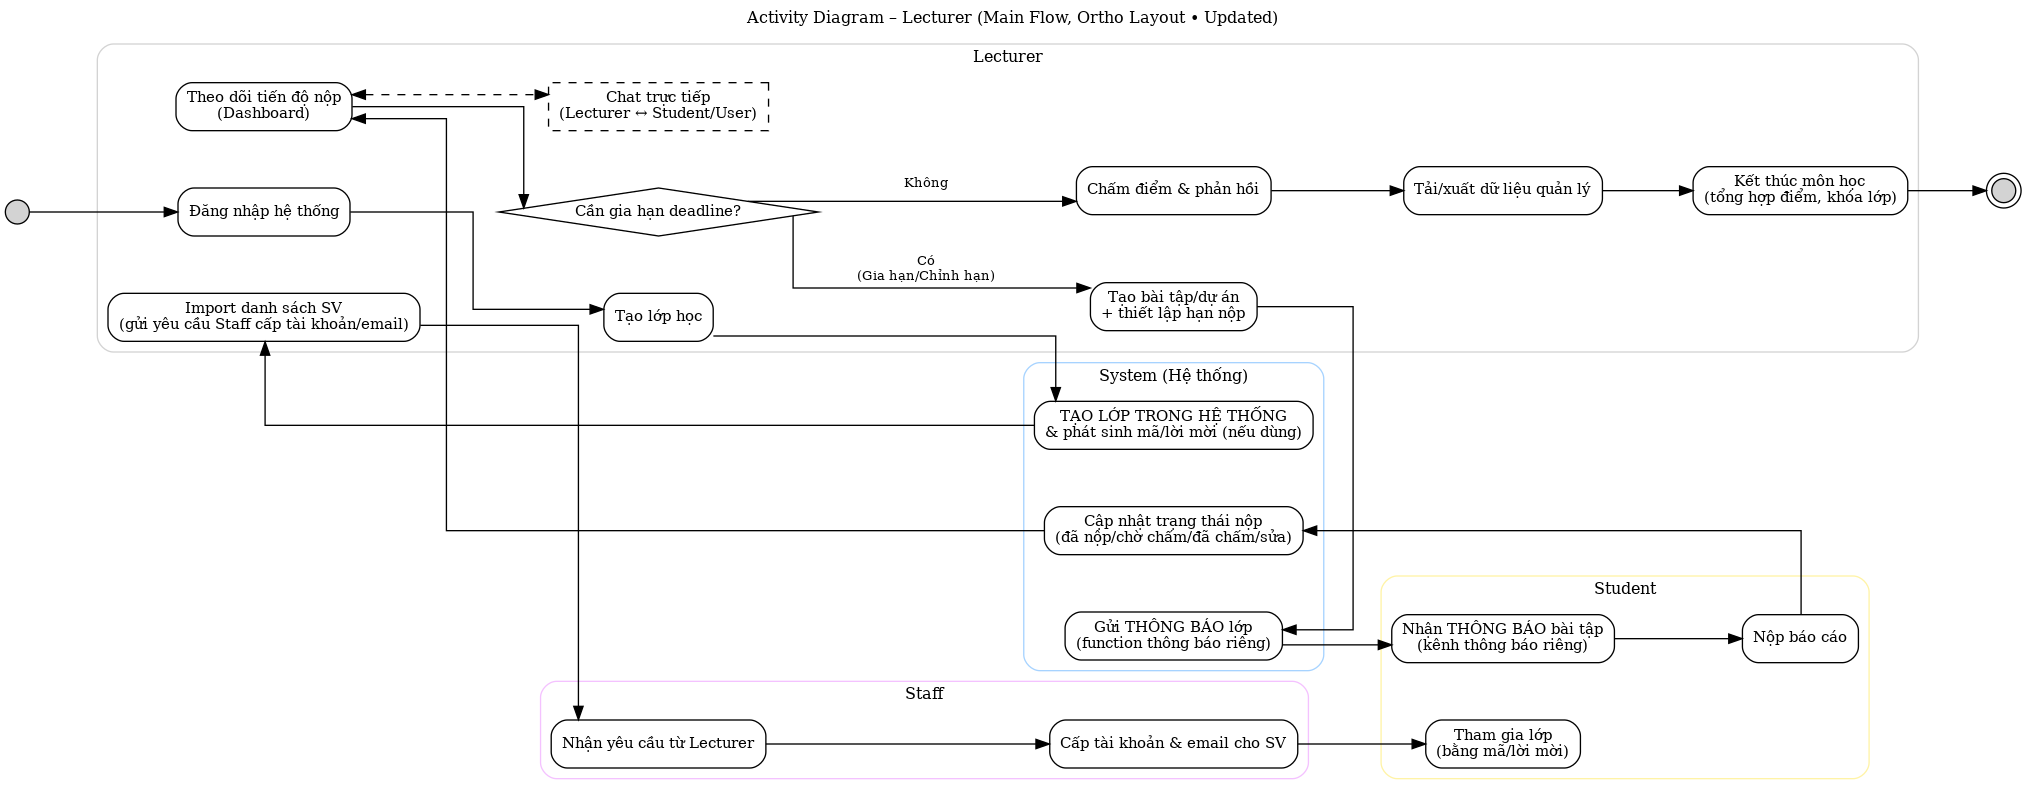 Activity Diagram – Lecturer (Main Flow, Ortho Layout • Updated)
Lecturer
Theo dõi tiến độ nộp
(Dashboard)
Chat trực tiếp
(Lecturer ↔ Student/User)
Đăng nhập hệ thống
Cần gia hạn deadline?
Không
Chấm điểm & phản hồi
Tải/xuất dữ liệu quản lý
Kết thúc môn học
(tổng hợp điểm, khóa lớp)
Có
(Gia hạn/Chỉnh hạn)
Import danh sách SV
(gửi yêu cầu Staff cấp tài khoản/email)
Tạo lớp học
Tạo bài tập/dự án
+ thiết lập hạn nộp
System (Hệ thống)
TẠO LỚP TRONG HỆ THỐNG
& phát sinh mã/lời mời (nếu dùng)
Cập nhật trạng thái nộp
(đã nộp/chờ chấm/đã chấm/sửa)
Gửi THÔNG BÁO lớp
(function thông báo riêng)
Student
Nhận THÔNG BÁO bài tập
(kênh thông báo riêng)
Nộp báo cáo
Staff
Nhận yêu cầu từ Lecturer
Cấp tài khoản & email cho SV
Tham gia lớp
(bằng mã/lời mời)